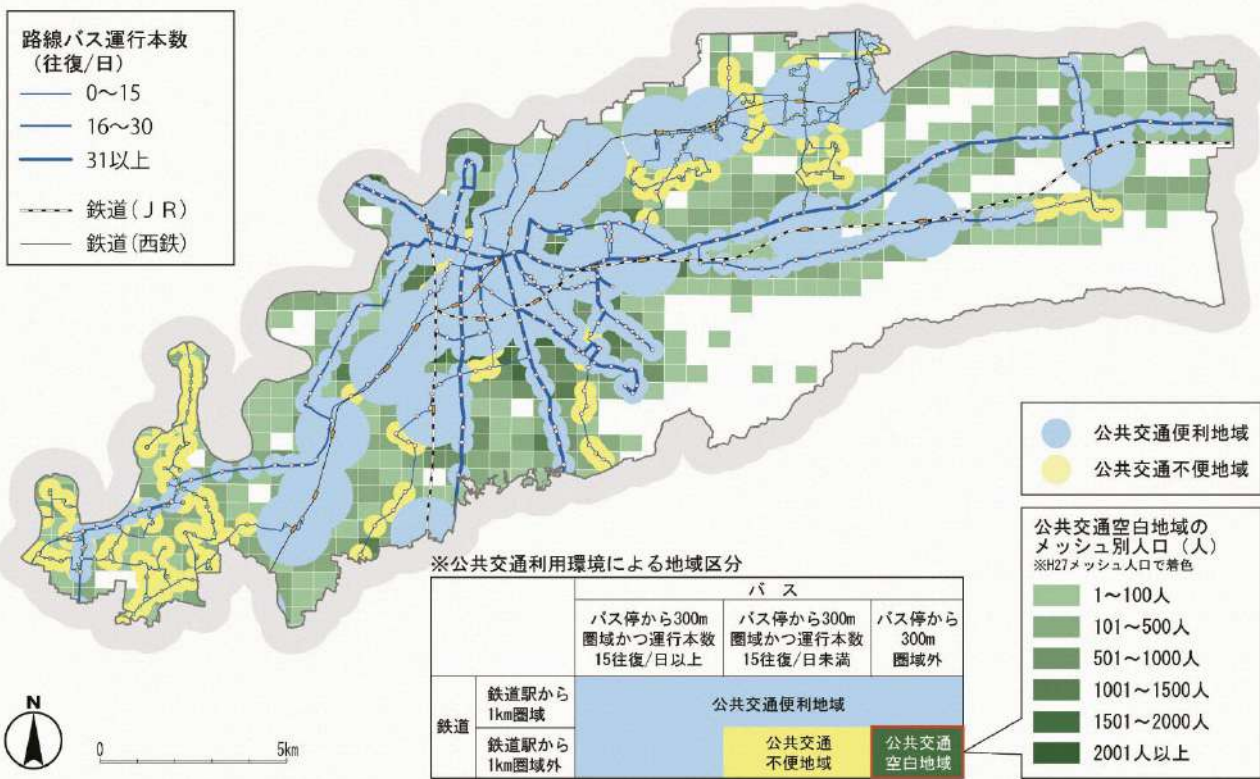 路線バス運行本数
(往復/日)
0～15
16～30
31以上
鉄道(ＪＲ)
鉄道(西鉄)
公共交通便利地域
公共交通不便地域
公共交通空白地域の
メッシュ別人口 (人)
※H27メッシュ人口で着色
1～100人
101～500人
501～1000人
1001～1500人
1501～2000人
2001人以上
※公共交通利用環境による地域区分
バス
バス停から300m
圏域かつ運行本数
15往復/日以上
バス停から300m
圏域かつ運行本数
15往復/日未満
バス停から
300m
圏域外
鉄道
鉄道駅から
1km圏域
公共交通便利地域
鉄道駅から
1km圏域外
公共交通
不便地域
公共交通
空白地域
N
0 5km